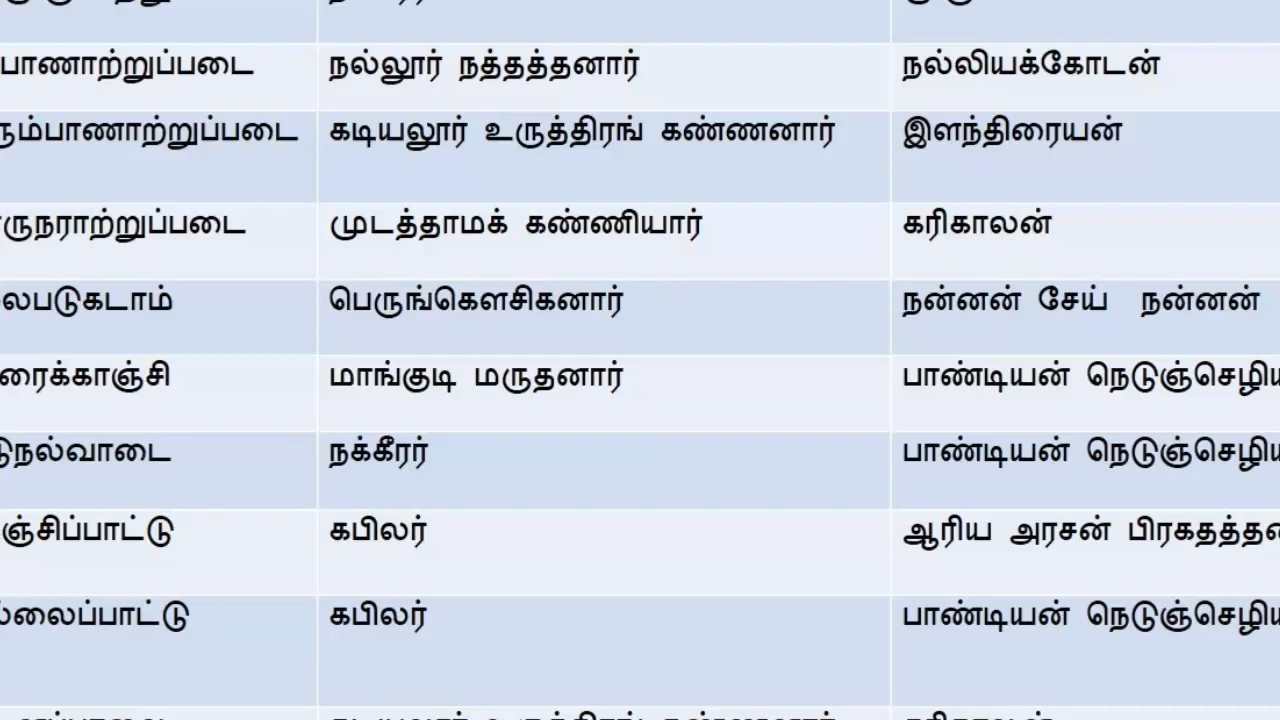 பாணாற்றுப்படை நல்லூர் நத்தத்தனார் நல்லியக்கோடன்
ரும்பாணாற்றுப்படை கடியலூர் உருத்திரங் கண்ணனார் இளந்திரையன்
ருநராற்றுப்படை முடத்தாமக் கண்ணியார் கரிகாலன்
லபடுகடாம் பெருங்கௌசிகனார் நன்னன் சேய் நன்னன்
ரைக்காஞ்சி மாங்குடி மருதனார் பாண்டியன் நெடுஞ்செழிய
டுநல்வாடை நக்கீரர் பாண்டியன் நெடுஞ்செழிய
ஞ்சிப்பாட்டு கபிலர் ஆரிய அரசன் பிரகதத்த
ல்லைப்பாட்டு கபிலர் பாண்டியன் நெடுஞ்செழிய